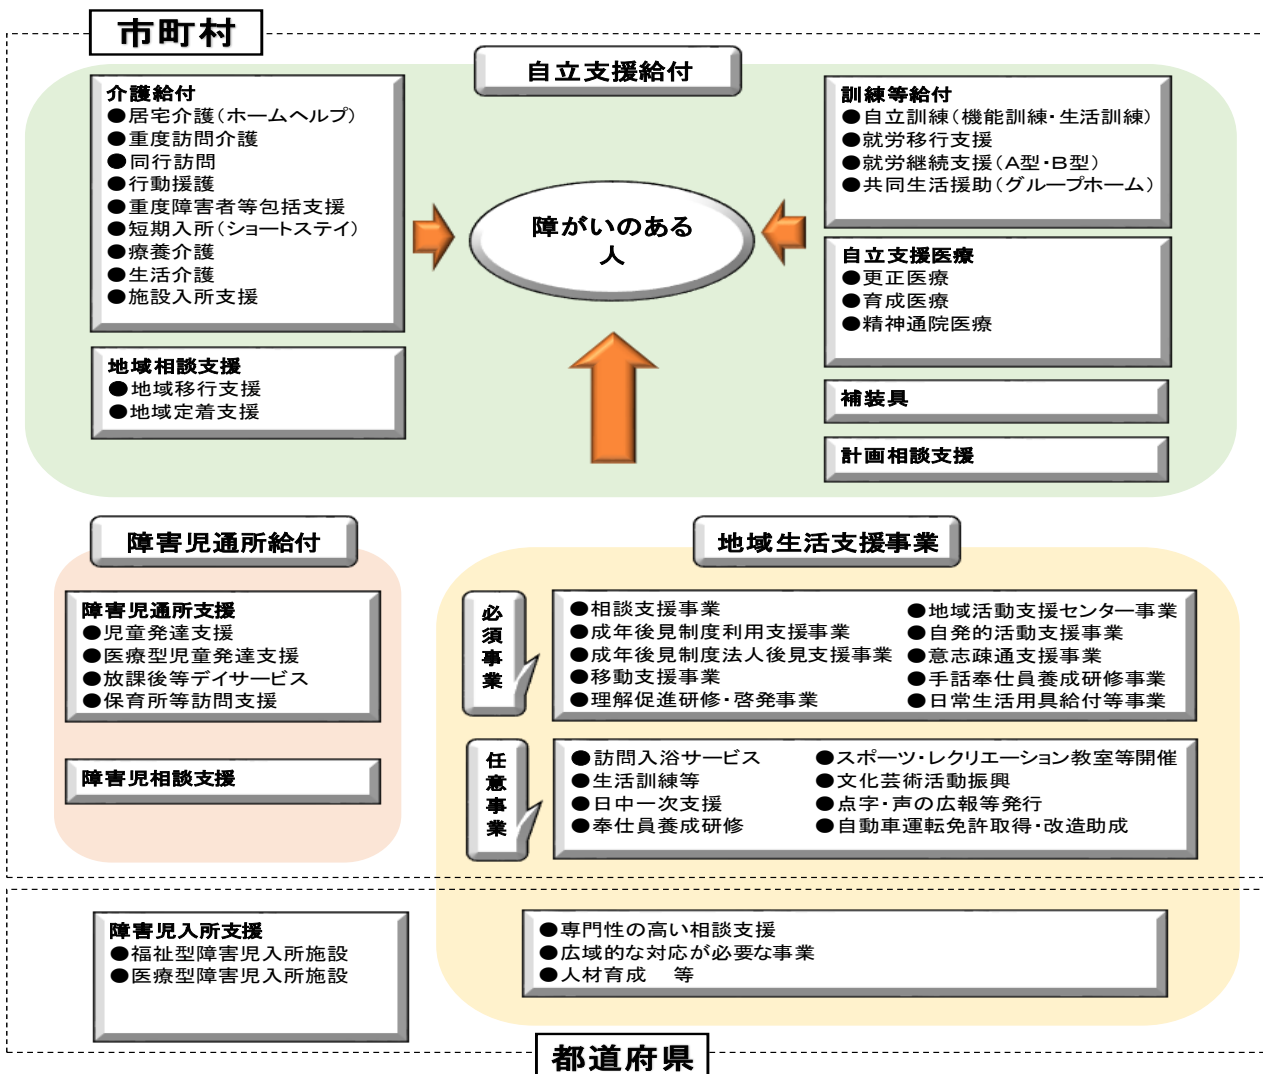 市町村
自立支援給付
介護給付
●居宅介護(ホームヘルプ)
●重度訪問介護
●同行訪問
●行動援護
●重度障害者等包括支援
●短期入所(ショートステイ)
●療養介護
●生活介護
●施設入所支援
地域相談支援
●地域移行支援
●地域定着支援
障がいのある
人
訓練等給付
●自立訓練(機能訓練・生活訓練)
●就労移行支援
●就労継続支援(A型・B型)
●共同生活援助(グループホーム)
自立支援医療
●更正医療
●育成医療
●精神通院医療
補装具
計画相談支援
障害児通所給付
障害児通所支援
●児童発達支援
●医療型児童発達支援
●放課後等デイサービス
●保育所等訪問支援
障害児相談支援
地域生活支援事業
必須事業
●相談支援事業
●成年後見制度利用支援事業
●成年後見制度法人後見支援事業
●移動支援事業
●理解促進研修・啓発事業
●地域活動支援センター事業
●自発的活動支援事業
●意志疎通支援事業
●手話奉仕員養成研修事業
●日常生活用具給付等事業
任意事業
●訪問入浴サービス
●生活訓練等
●日中一次支援
●奉仕員養成研修
●スポーツ・レクリエーション教室等開催
●文化芸術活動振興
●点字・声の広報等発行
●自動車運転免許取得・改造助成
障害児入所支援
●福祉型障害児入所施設
●医療型障害児入所施設
●専門性の高い相談支援
●広域的な対応が必要な事業
●人材育成　等
都道府県